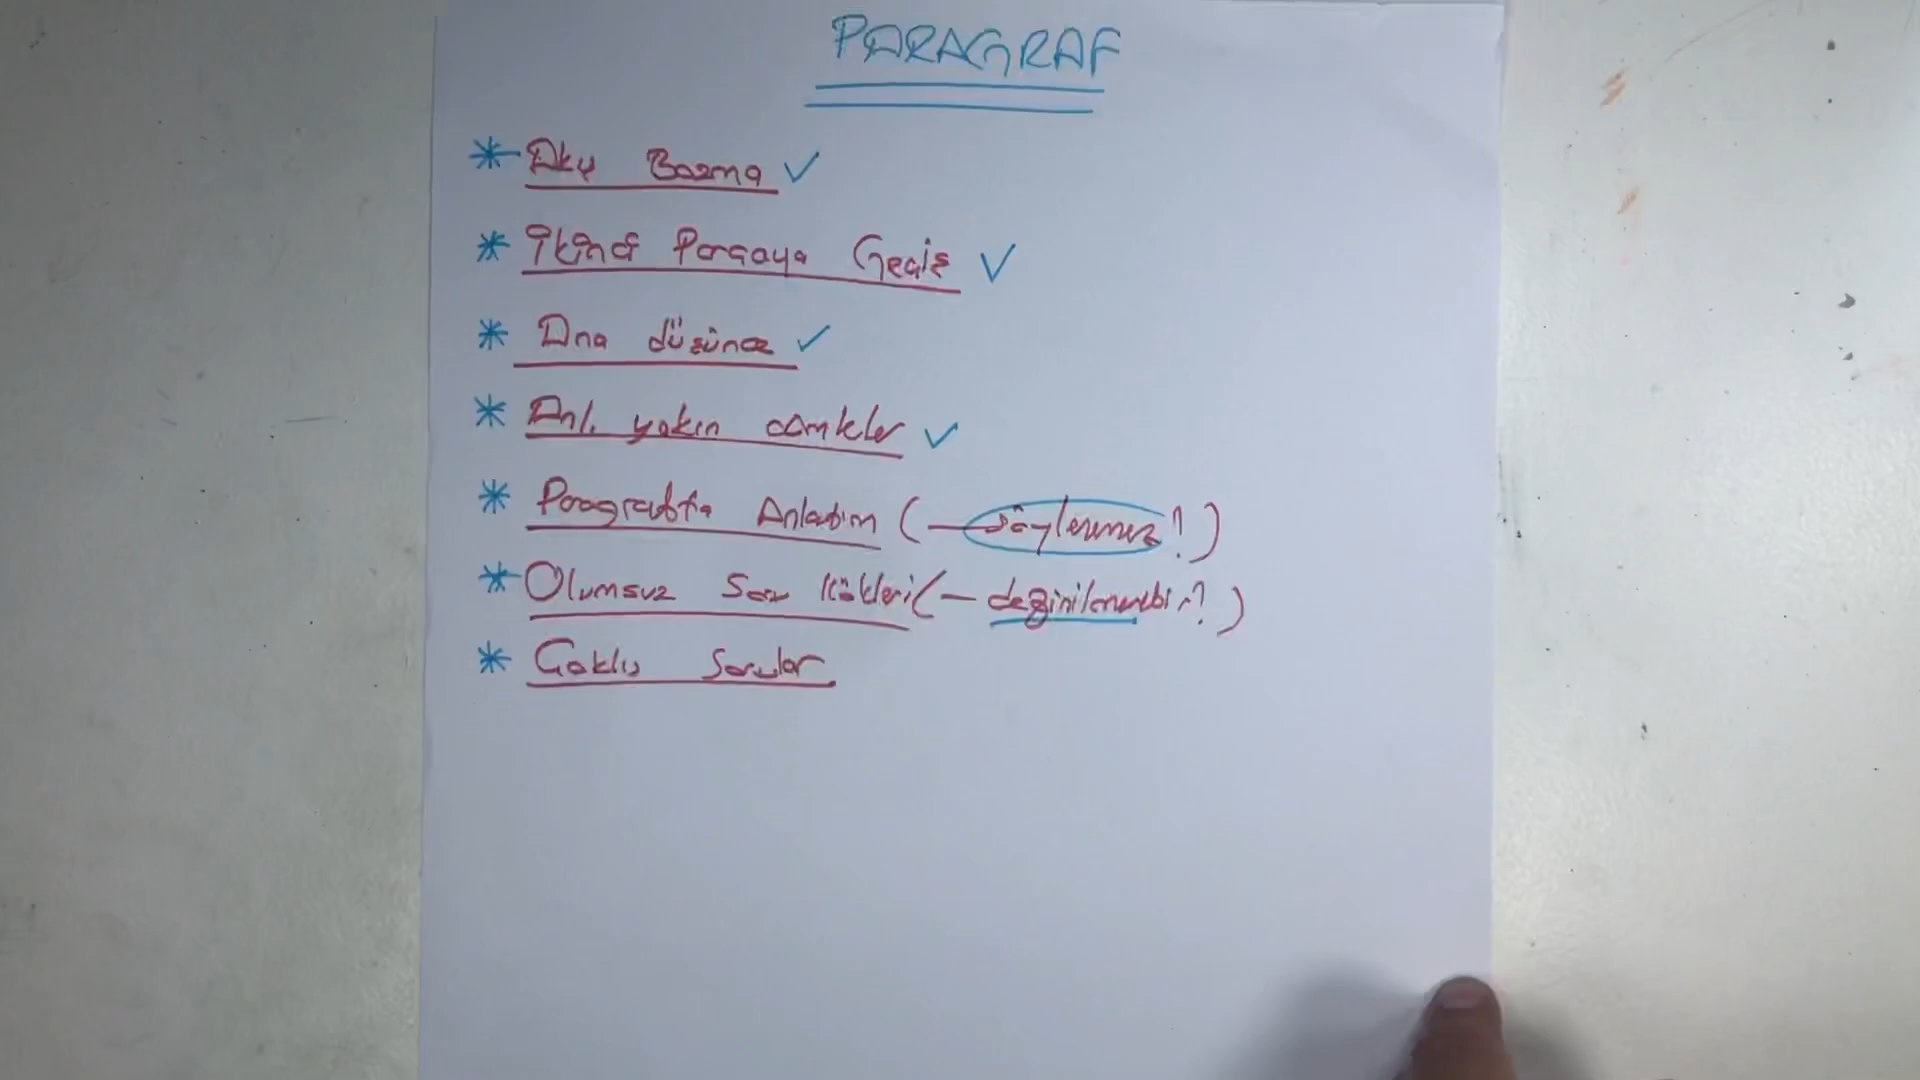 PARAGRAF
* Akış Bozma ✓
* İkinci Parçaya Geçiş ✓
* Ana düşünce ✓
* Anl. yakın cümleler ✓
* Paragrafta Anlatım (— söylenemez?)
* Olumsuz Soru Kökleri (— değinilmemiştir?)
* Çoklu Sorular